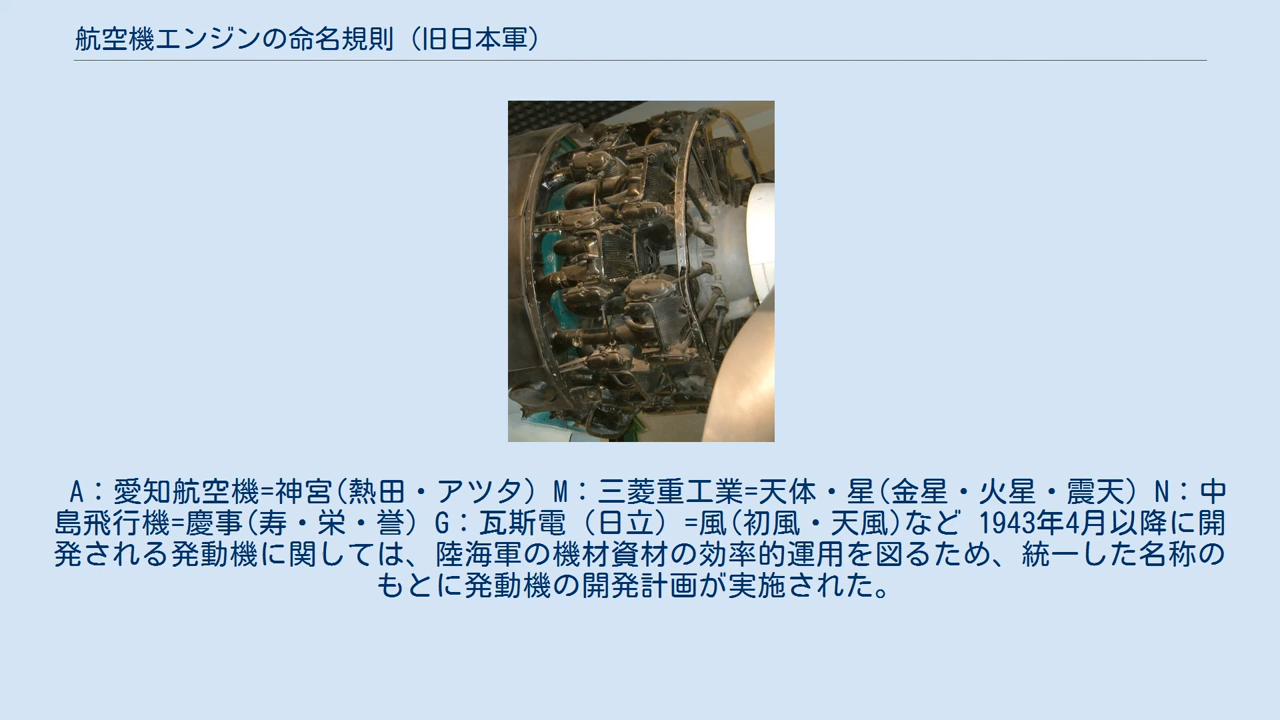 航空機エンジンの命名規則（旧日本軍）
A：愛知航空機=神宮(熱田・アツタ) M：三菱重工業=天体・星(金星・火星・震天) N：中
島飛行機=慶事(寿・栄・誉) G：瓦斯電（日立）=風(初風・天風)など 1943年4月以降に開
発される発動機に関しては、陸海軍の機材資材の効率的運用を図るため、統一した名称の
もとに発動機の開発計画が実施された。